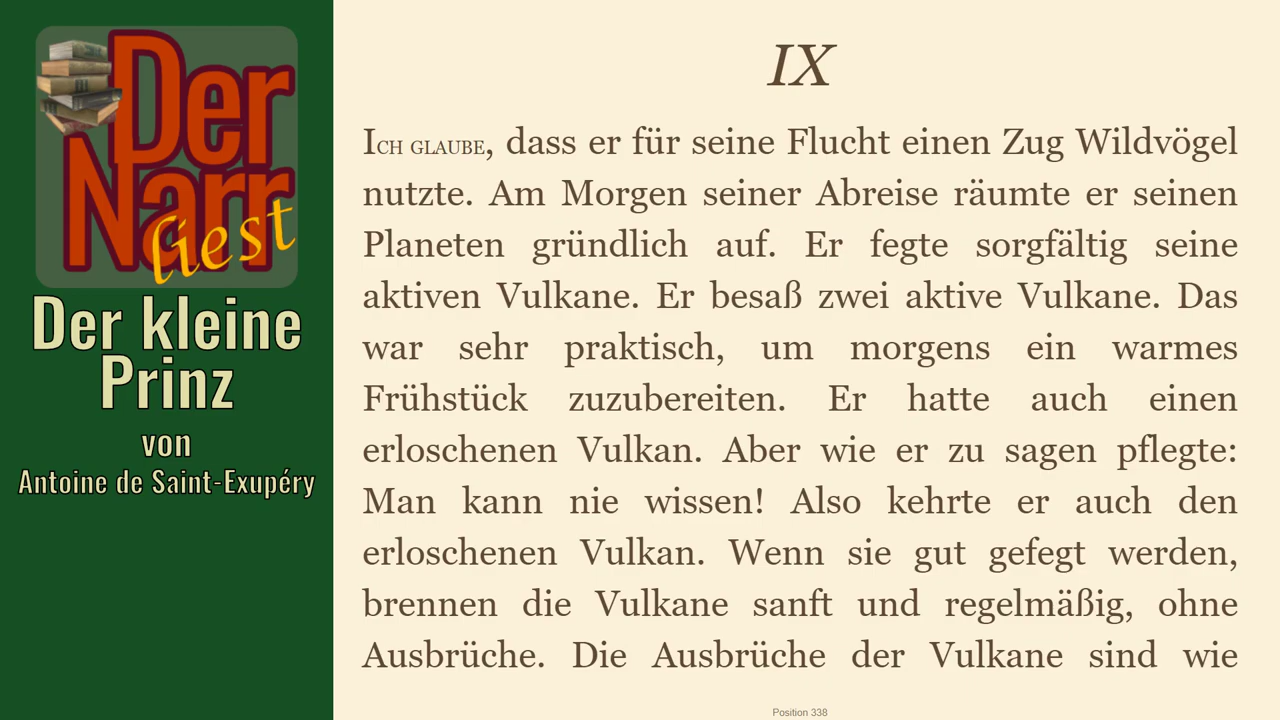 Der
Narr
liest
Der kleine
Prinz
von
Antoine de Saint-Exupéry
IX
ICH GLAUBE, dass er für seine Flucht einen Zug Wildvögel
nutzte. Am Morgen seiner Abreise räumte er seinen
Planeten gründlich auf. Er fegte sorgfältig seine
aktiven Vulkane. Er besaß zwei aktive Vulkane. Das
war sehr praktisch, um morgens ein warmes
Frühstück zuzubereiten. Er hatte auch einen
erloschenen Vulkan. Aber wie er zu sagen pflegte:
Man kann nie wissen! Also kehrte er auch den
erloschenen Vulkan. Wenn sie gut gefegt werden,
brennen die Vulkane sanft und regelmäßig, ohne
Ausbrüche. Die Ausbrüche der Vulkane sind wie
Position 338